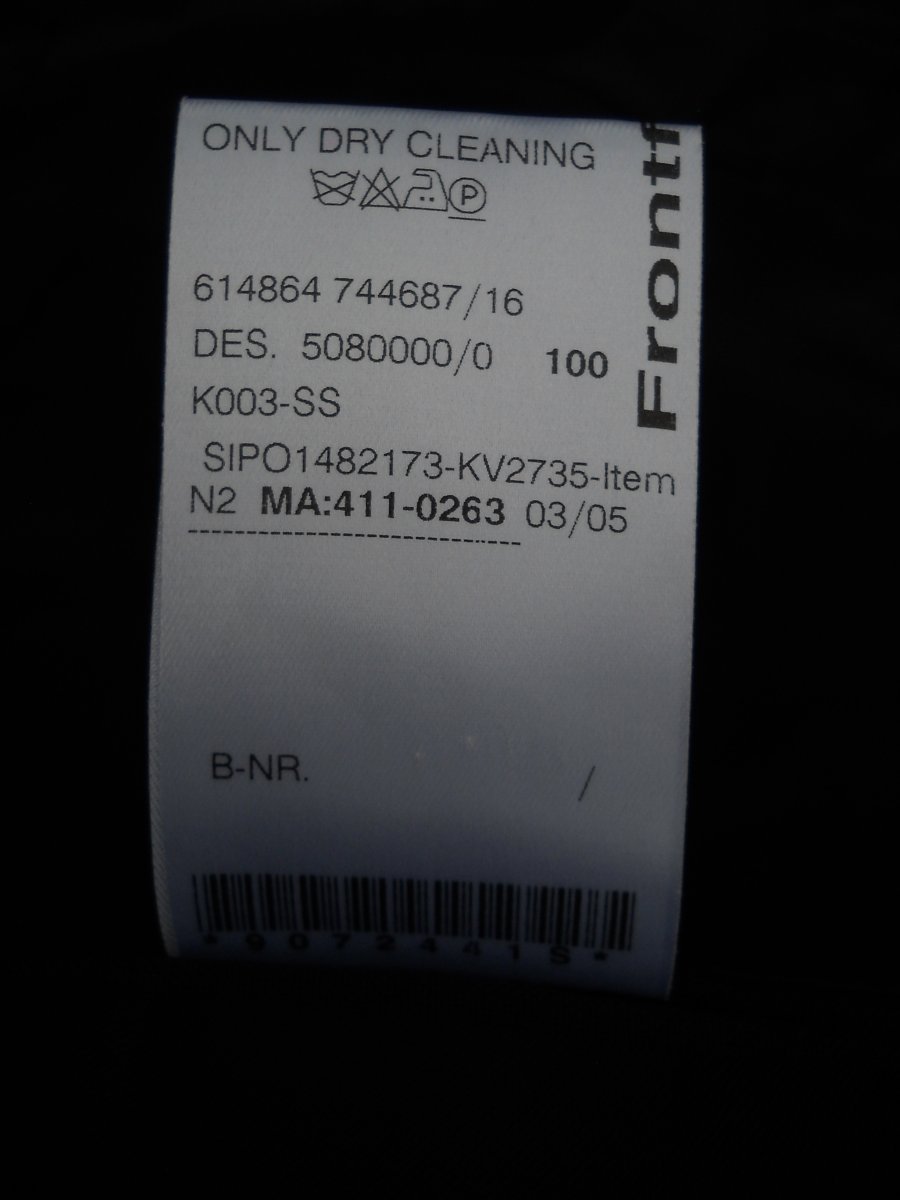 ONLY DRY CLEANING
P
614864 744687/16
DES. 5080000/0 100
K003-SS
SIPO1482173-KV2735-Item
N2 MA:411-0263 03/05
B-NR. /
*9072441S*
Frontf